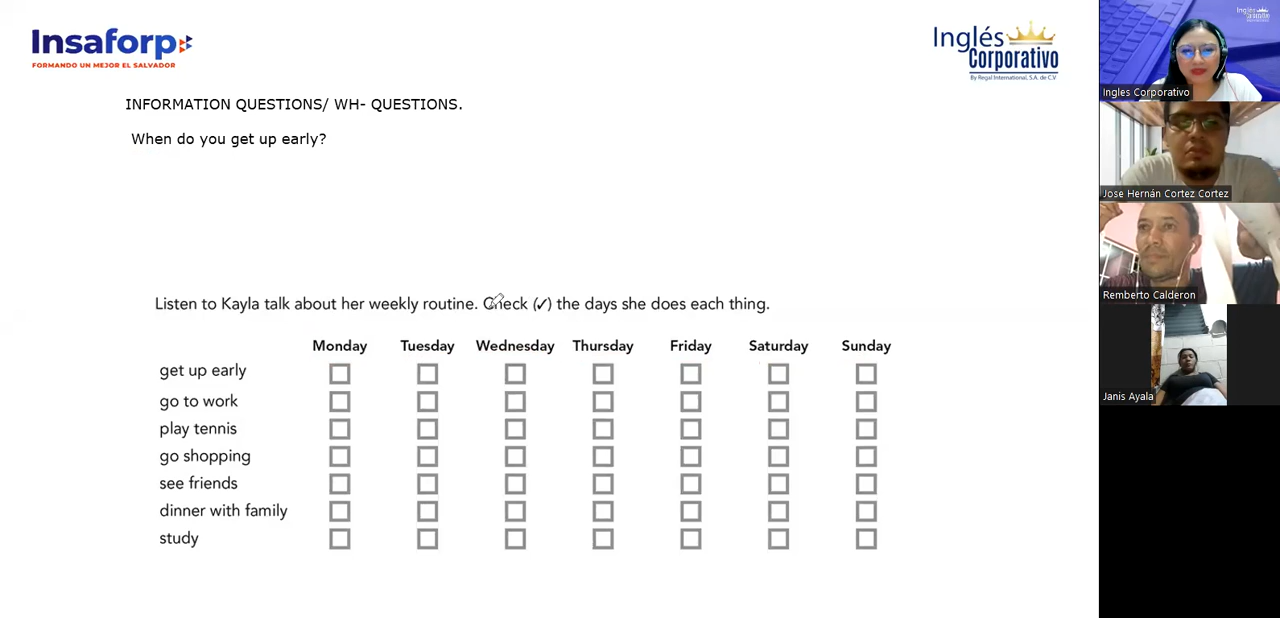 Insaforp
FORMANDO UN MEJOR EL SALVADOR
Inglés
Corporativo
By Regal International, S.A. de C.V
INFORMATION QUESTIONS/ WH- QUESTIONS.
When do you get up early?
Listen to Kayla talk about her weekly routine. Check (✓) the days she does each thing.
Monday Tuesday Wednesday Thursday Friday Saturday Sunday
get up early
go to work
play tennis
go shopping
see friends
dinner with family
study
Inglés
Corporativo
Ingles Corporativo
Jose Hernán Cortez Cortez
Remberto Calderon
Janis Ayala